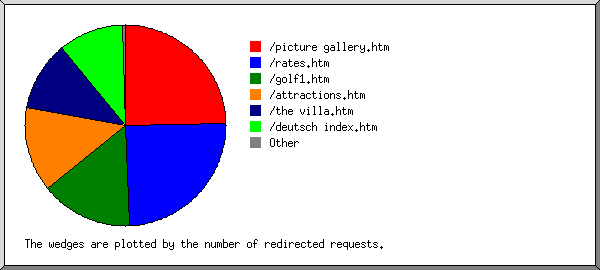 /picture gallery.htm
/rates.htm
/golf1.htm
/attractions.htm
/the villa.htm
/deutsch index.htm
Other
The wedges are plotted by the number of redirected requests.